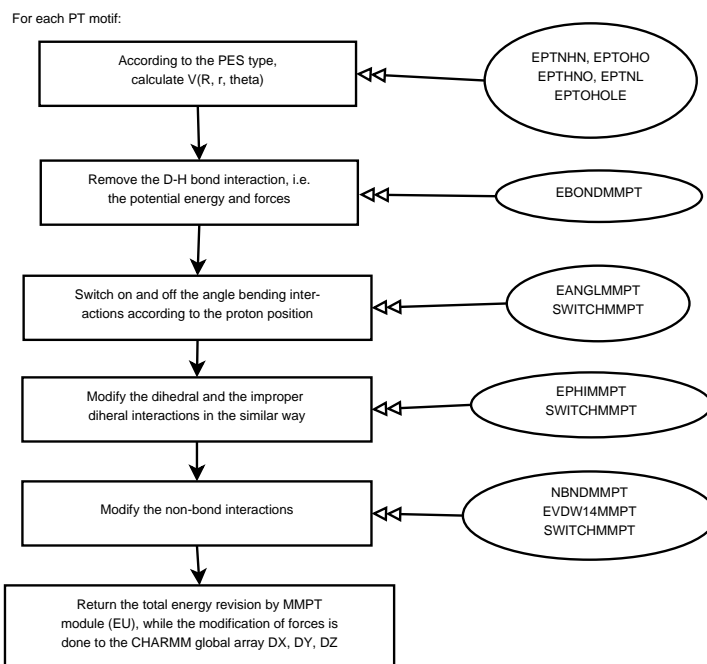 For each PT motif:
According to the PES type,
calculate V(R, r, theta)
EPTNHN, EPTOHO
EPTHNO, EPTNL
EPTOHOLE
Remove the D-H bond interaction, i.e.
the potential energy and forces
EBONDMMPT
Switch on and off the angle bending inter-
actions according to the proton position
EANGLMMPT
SWITCHMMPT
Modify the dihedral and the improper
diheral interactions in the similar way
EPHIMMPT
SWITCHMMPT
Modify the non-bond interactions
NBNDMMPT
EVDW14MMPT
SWITCHMMPT
Return the total energy revision by MMPT
module (EU), while the modification of forces is
done to the CHARMM global array DX, DY, DZ